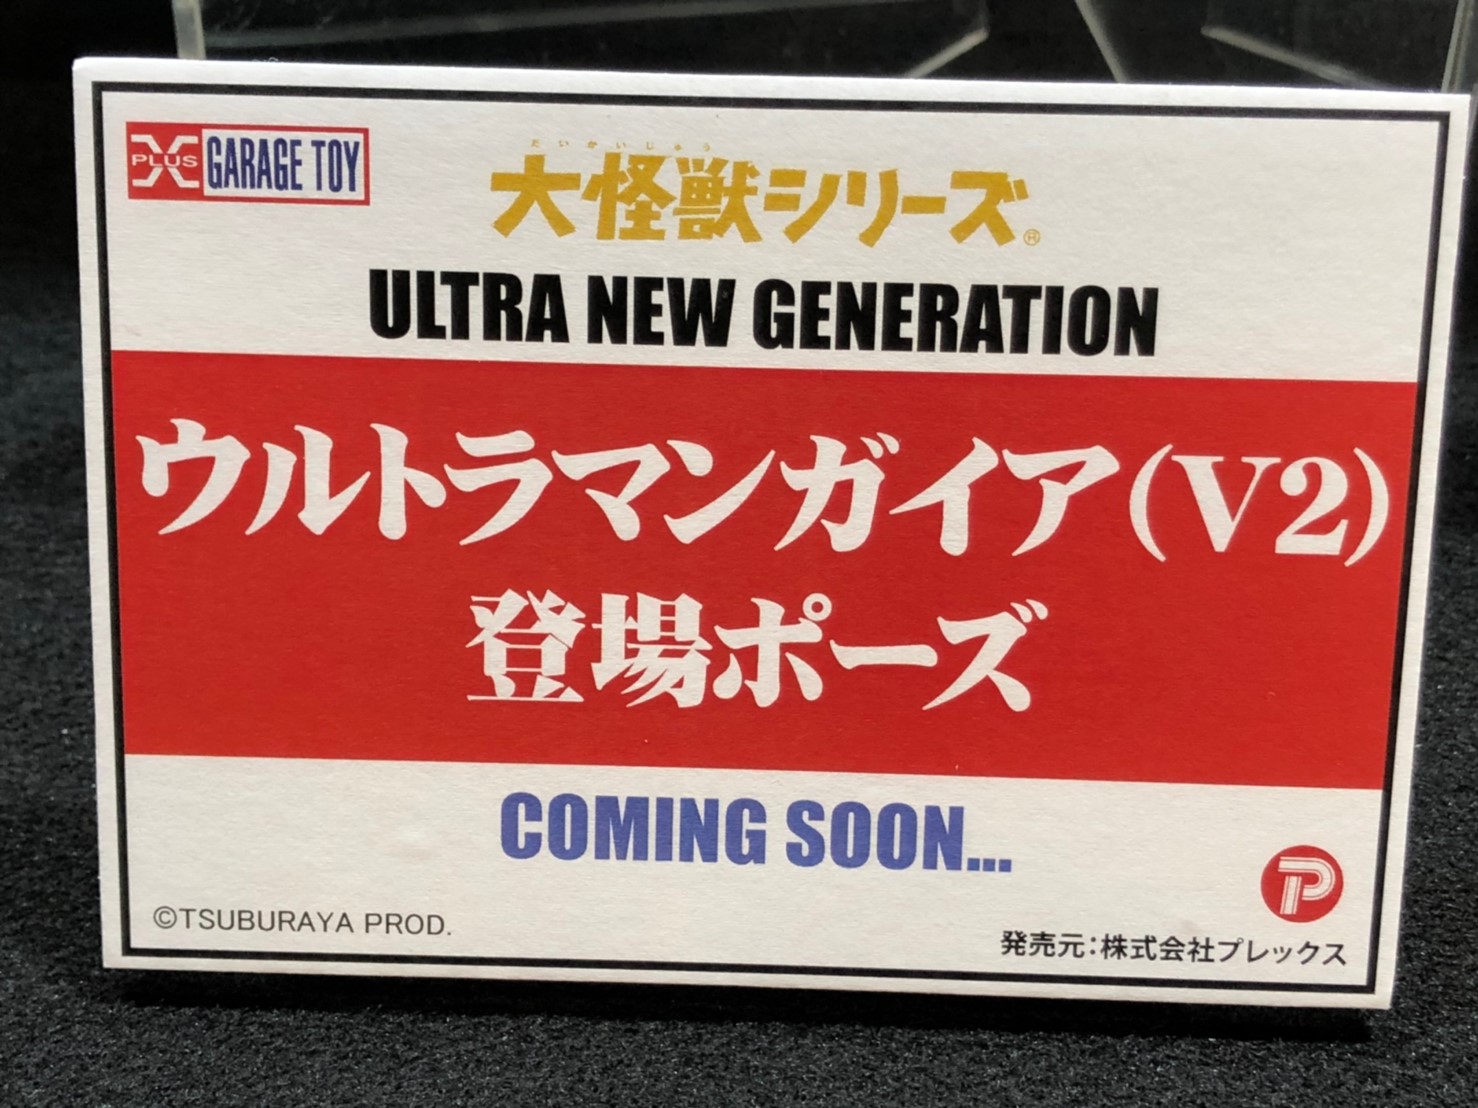 X PLUS GARAGE TOY
だいかいじゅう
大怪獣シリーズ®
ULTRA NEW GENERATION
ウルトラマンガイア(V2)
登場ポーズ
COMING SOON...
©TSUBURAYA PROD.
P
発売元:株式会社プレックス